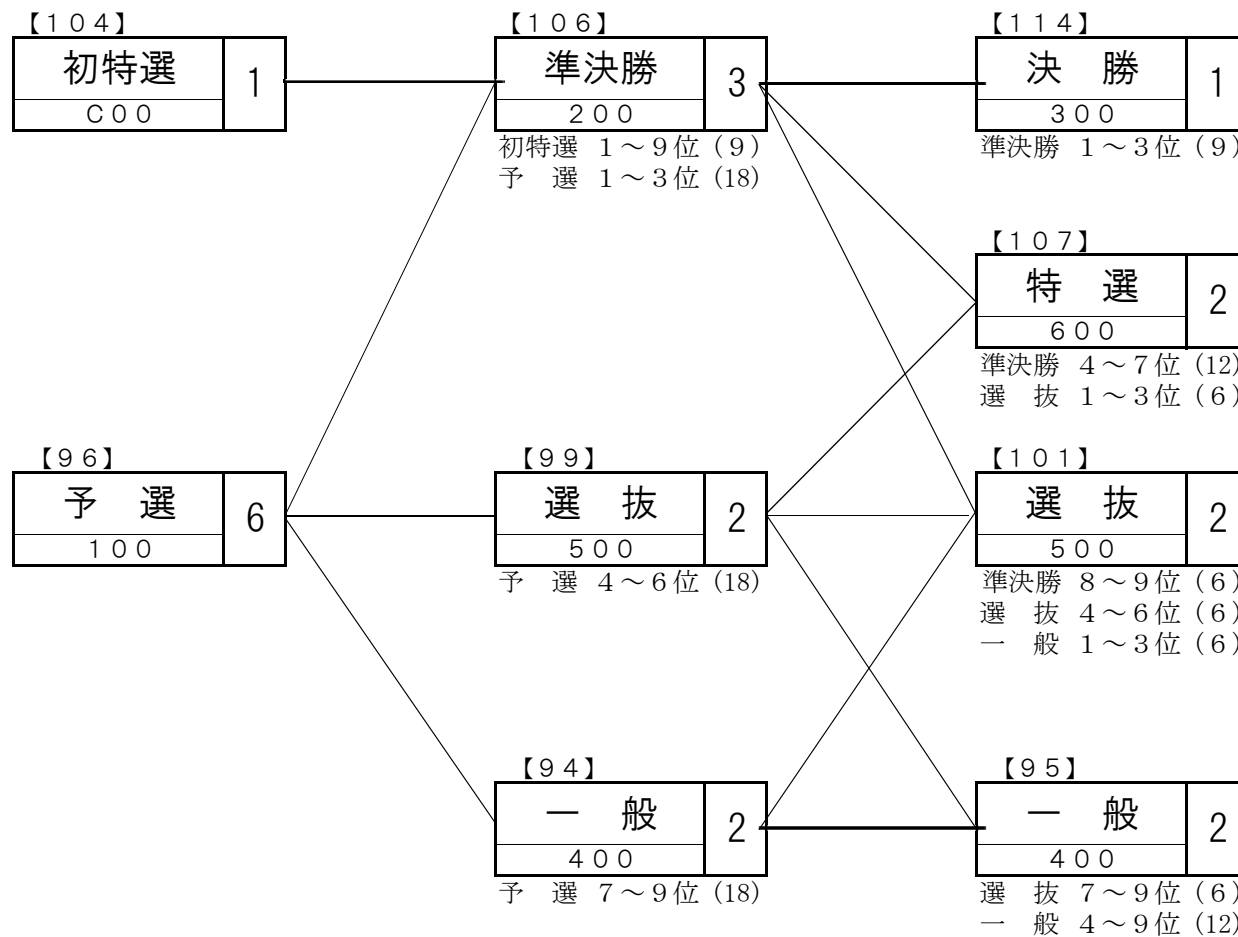 【１０４】
初特選 1
Ｃ００
【１０６】
準決勝 3
２００
初特選 １～９位（９）
予　選 １～３位（18）
【１１４】
決　勝 1
３００
準決勝 １～３位（９）
【１０７】
特　選 2
６００
準決勝 ４～７位（12）
選　抜 １～３位（６）
【９６】
予　選 6
１００
【９９】
選　抜 2
５００
予　選 ４～６位（18）
【１０１】
選　抜 2
５００
準決勝 ８～９位（６）
選　抜 ４～６位（６）
一　般 １～３位（６）
【９４】
一　般 2
４００
予　選 ７～９位（18）
【９５】
一　般 2
４００
選　抜 ７～９位（６）
一　般 ４～９位（12）